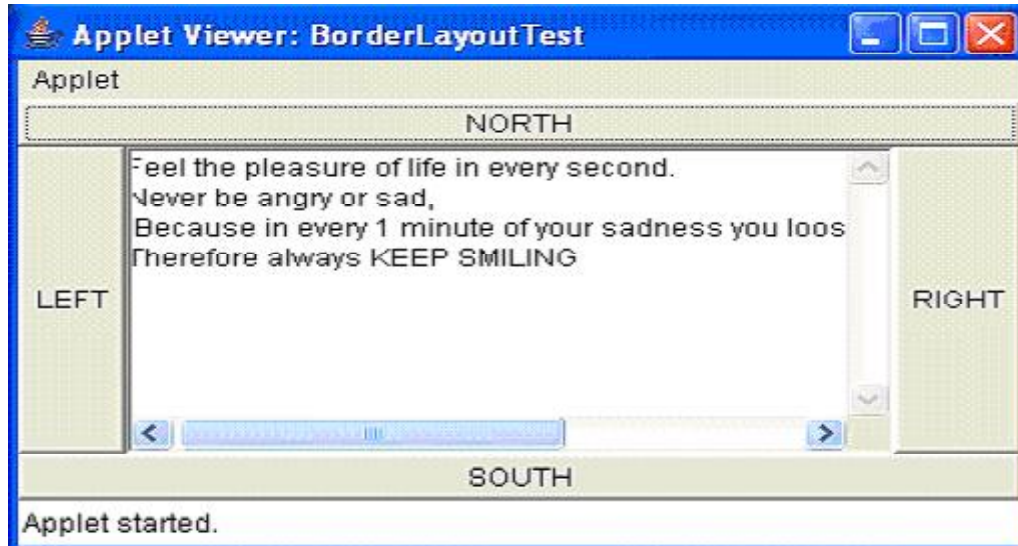 Applet Viewer: BorderLayoutTest
Applet
NORTH
Feel the pleasure of life in every second.
Never be angry or sad,
Because in every 1 minute of your sadness you loos
Therefore always KEEP SMILING
LEFT
RIGHT
SOUTH
Applet started.